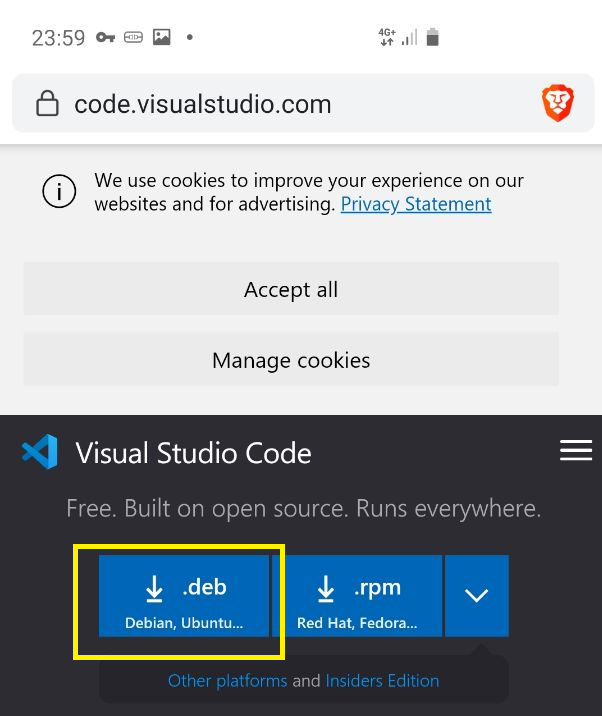 23:59
4G+
code.visualstudio.com
We use cookies to improve your experience on our
websites and for advertising. Privacy Statement
Accept all
Manage cookies
Visual Studio Code
Free. Built on open source. Runs everywhere.
.deb
Debian, Ubuntu...
.rpm
Red Hat, Fedora...
Other platforms and Insiders Edition